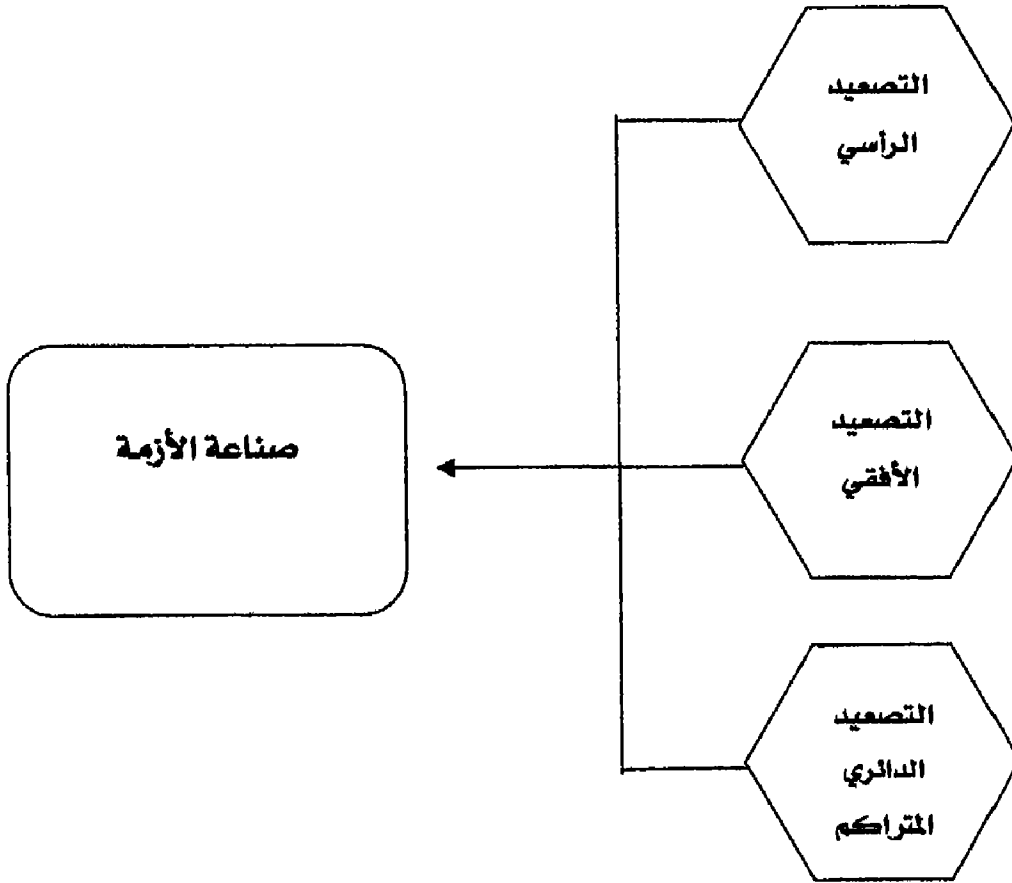 التصعيد
الرأسي
التصعيد
الأفقي
صناعة الأزمة
التصعيد
الدائري
المتراكم